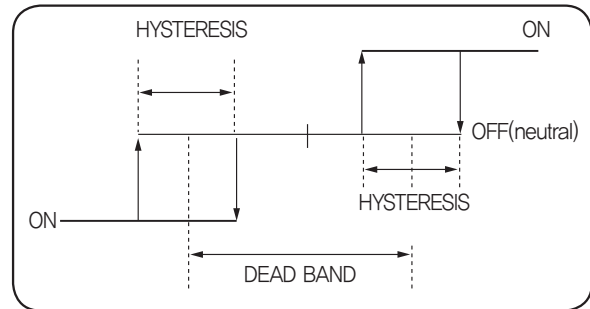 HYSTERESIS
ON
OFF(neutral)
HYSTERESIS
ON
DEAD BAND